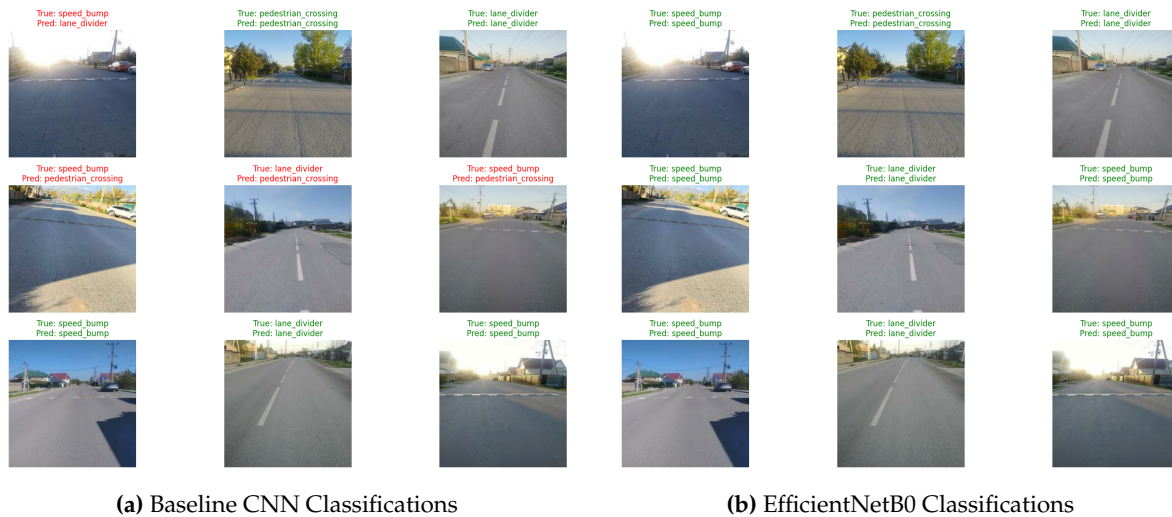 True: speed_bump
Pred: lane_divider
True: pedestrian_crossing
Pred: pedestrian_crossing
True: lane_divider
Pred: lane_divider
True: speed_bump
Pred: pedestrian_crossing
True: lane_divider
Pred: pedestrian_crossing
True: speed_bump
Pred: pedestrian_crossing
True: speed_bump
Pred: speed_bump
True: lane_divider
Pred: lane_divider
True: speed_bump
Pred: speed_bump
(a) Baseline CNN Classifications
True: speed_bump
Pred: speed_bump
True: pedestrian_crossing
Pred: pedestrian_crossing
True: lane_divider
Pred: lane_divider
True: speed_bump
Pred: speed_bump
True: lane_divider
Pred: lane_divider
True: speed_bump
Pred: speed_bump
True: speed_bump
Pred: speed_bump
True: lane_divider
Pred: lane_divider
True: speed_bump
Pred: speed_bump
(b) EfficientNetB0 Classifications